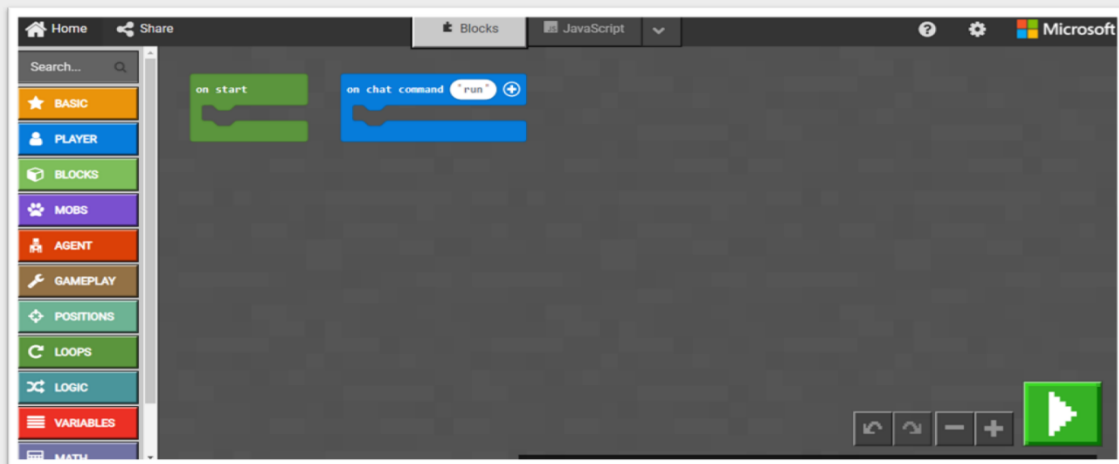 Home Share Blocks JavaScript Microsoft
Search...
BASIC
PLAYER
BLOCKS
MOBS
AGENT
GAMEPLAY
POSITIONS
LOOPS
LOGIC
VARIABLES
MATH
on start
on chat command "run"